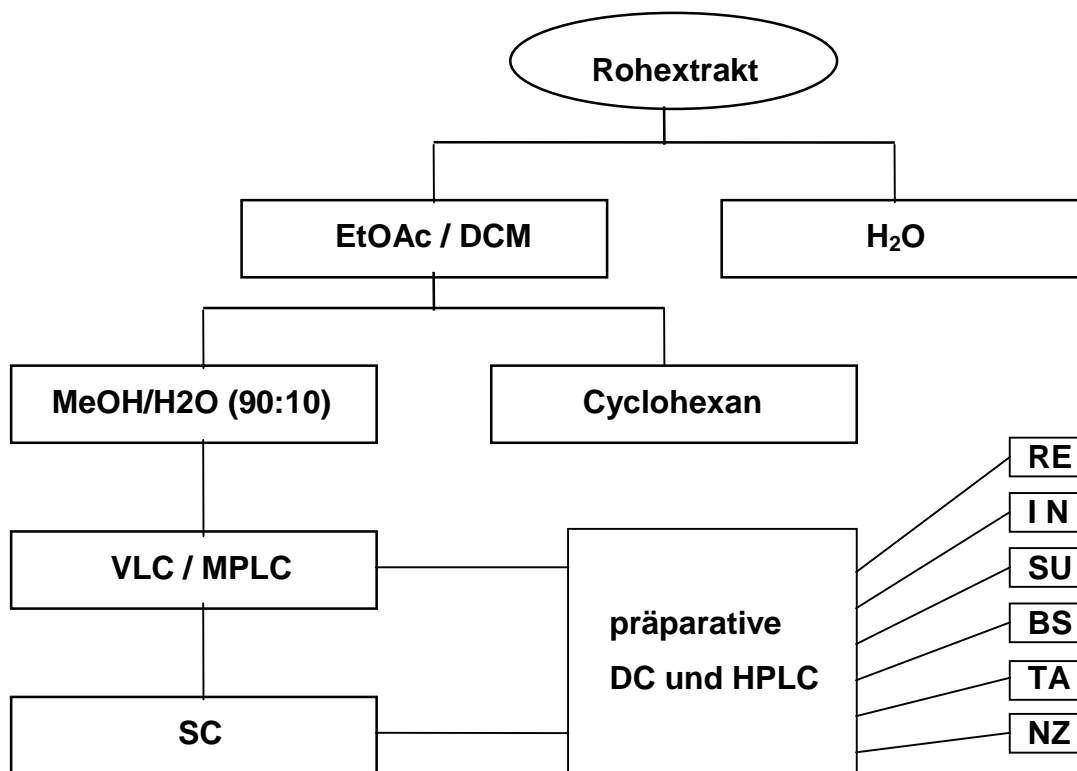 Rohextrakt
EtOAc / DCM
H₂O
MeOH/H2O (90:10)
Cyclohexan
VLC / MPLC
SC
präparative
DC und HPLC
RE
I N
SU
BS
TA
NZ